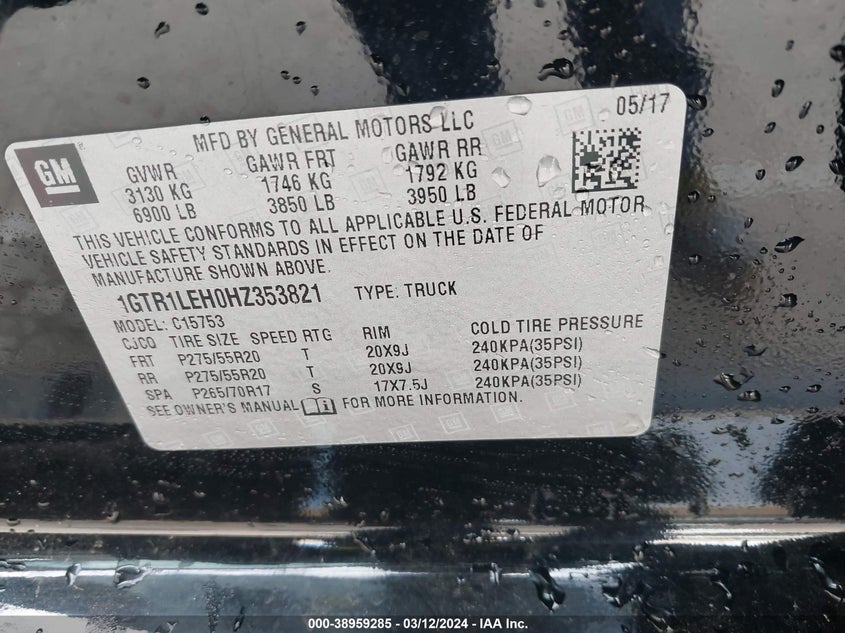 05/17
MFD BY GENERAL MOTORS LLC
GM
GVWR GAWR FRT GAWR RR
3130 KG 1746 KG 1792 KG
6900 LB 3850 LB 3950 LB
THIS VEHICLE CONFORMS TO ALL APPLICABLE U.S. FEDERAL MOTOR
VEHICLE SAFETY STANDARDS IN EFFECT ON THE DATE OF
MANUFACTURE SHOWN ABOVE.
1GTR1LEH0HZ353821 TYPE: TRUCK
MODEL: C15753
CJCO TIRE SIZE SPEED RTG RIM COLD TIRE PRESSURE
FRT P275/55R20 T 20X9J 240KPA(35PSI)
RR P275/55R20 T 20X9J 240KPA(35PSI)
SPA P265/70R17 S 17X7.5J 240KPA(35PSI)
SEE OWNER'S MANUAL FOR MORE INFORMATION.
000-38959285 - 03/12/2024 - IAA Inc.